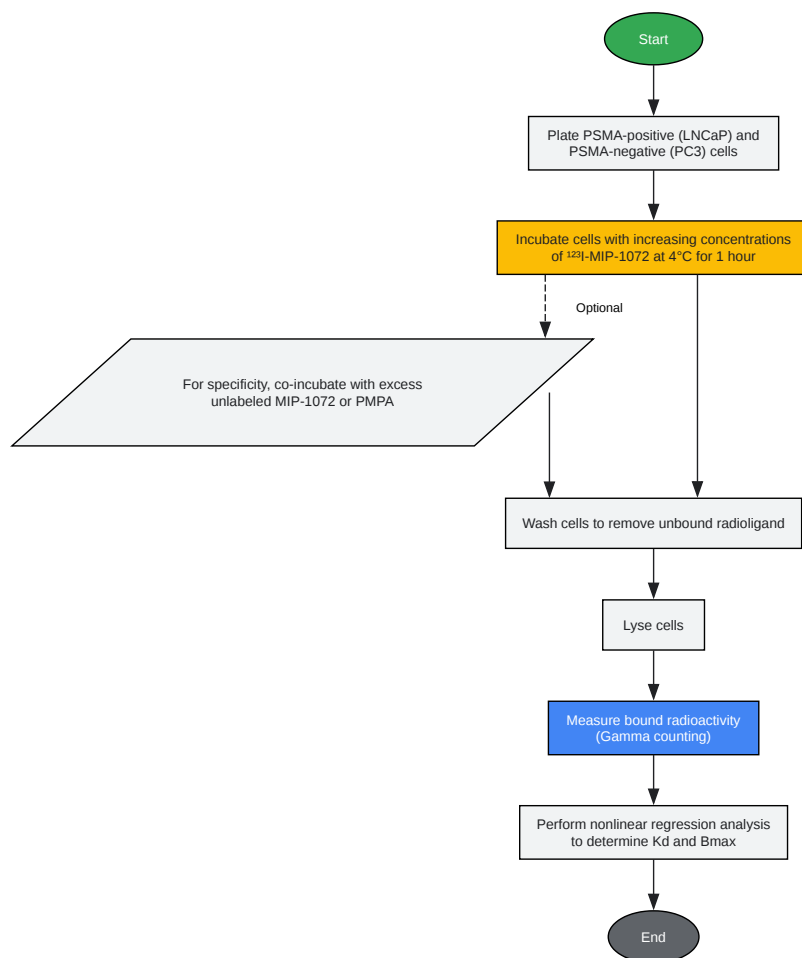 Start
Plate PSMA-positive (LNCaP) and
PSMA-negative (PC3) cells
Incubate cells with increasing concentrations
of ¹²³I-MIP-1072 at 4°C for 1 hour
Optional
For specificity, co-incubate with excess
unlabeled MIP-1072 or PMPA
Wash cells to remove unbound radioligand
Lyse cells
Measure bound radioactivity
(Gamma counting)
Perform nonlinear regression analysis
to determine Kd and Bmax
End